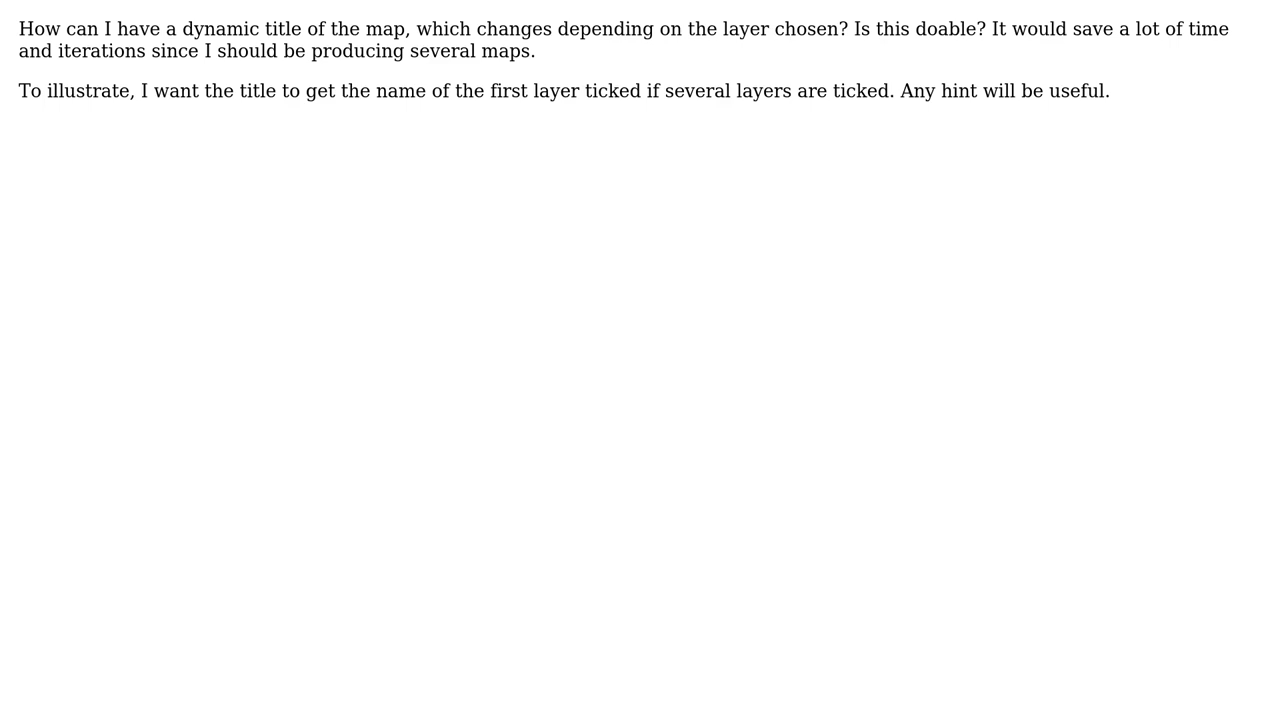 How can I have a dynamic title of the map, which changes depending on the layer chosen? Is this doable? It would save a lot of time
and iterations since I should be producing several maps.
To illustrate, I want the title to get the name of the first layer ticked if several layers are ticked. Any hint will be useful.